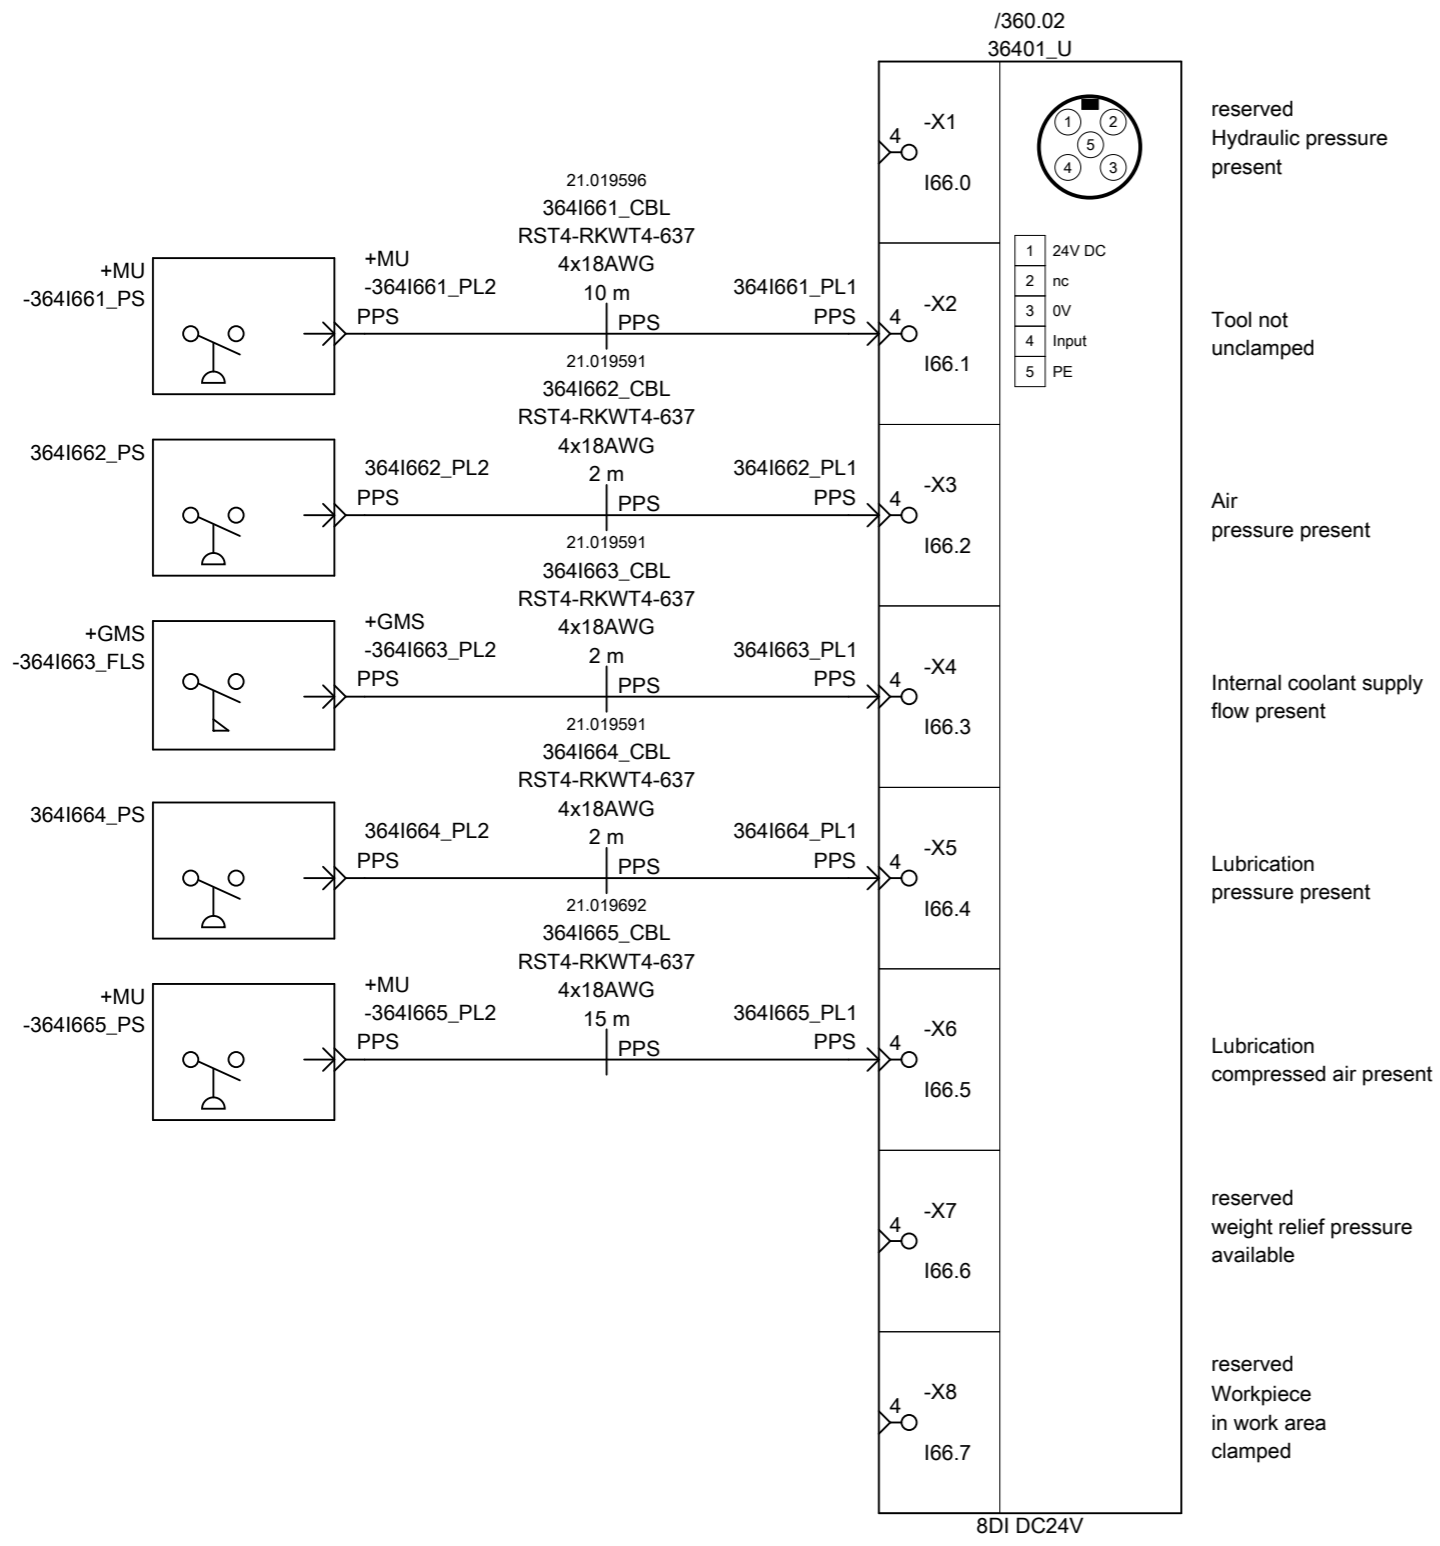 /360.02
36401_U
-X1
4
I66.0
1
2
5
4
3
reserved
Hydraulic pressure
present
1 24V DC
2 nc
3 0V
4 Input
5 PE
21.019596
364I661_CBL
RST4-RKWT4-637
4x18AWG
10 m
PPS
+MU
-364I661_PS
+MU
-364I661_PL2
PPS
364I661_PL1
PPS
4
-X2
I66.1
Tool not
unclamped
21.019591
364I662_CBL
RST4-RKWT4-637
4x18AWG
2 m
PPS
364I662_PS
364I662_PL2
PPS
364I662_PL1
PPS
4
-X3
I66.2
Air
pressure present
21.019591
364I663_CBL
RST4-RKWT4-637
4x18AWG
2 m
PPS
+GMS
-364I663_FLS
+GMS
-364I663_PL2
PPS
364I663_PL1
PPS
4
-X4
I66.3
Internal coolant supply
flow present
21.019591
364I664_CBL
RST4-RKWT4-637
4x18AWG
2 m
PPS
364I664_PS
364I664_PL2
PPS
364I664_PL1
PPS
4
-X5
I66.4
Lubrication
pressure present
21.019692
364I665_CBL
RST4-RKWT4-637
4x18AWG
15 m
PPS
+MU
-364I665_PS
+MU
-364I665_PL2
PPS
364I665_PL1
PPS
4
-X6
I66.5
Lubrication
compressed air present
4
-X7
I66.6
reserved
weight relief pressure
available
4
-X8
I66.7
reserved
Workpiece
in work area
clamped
8DI DC24V